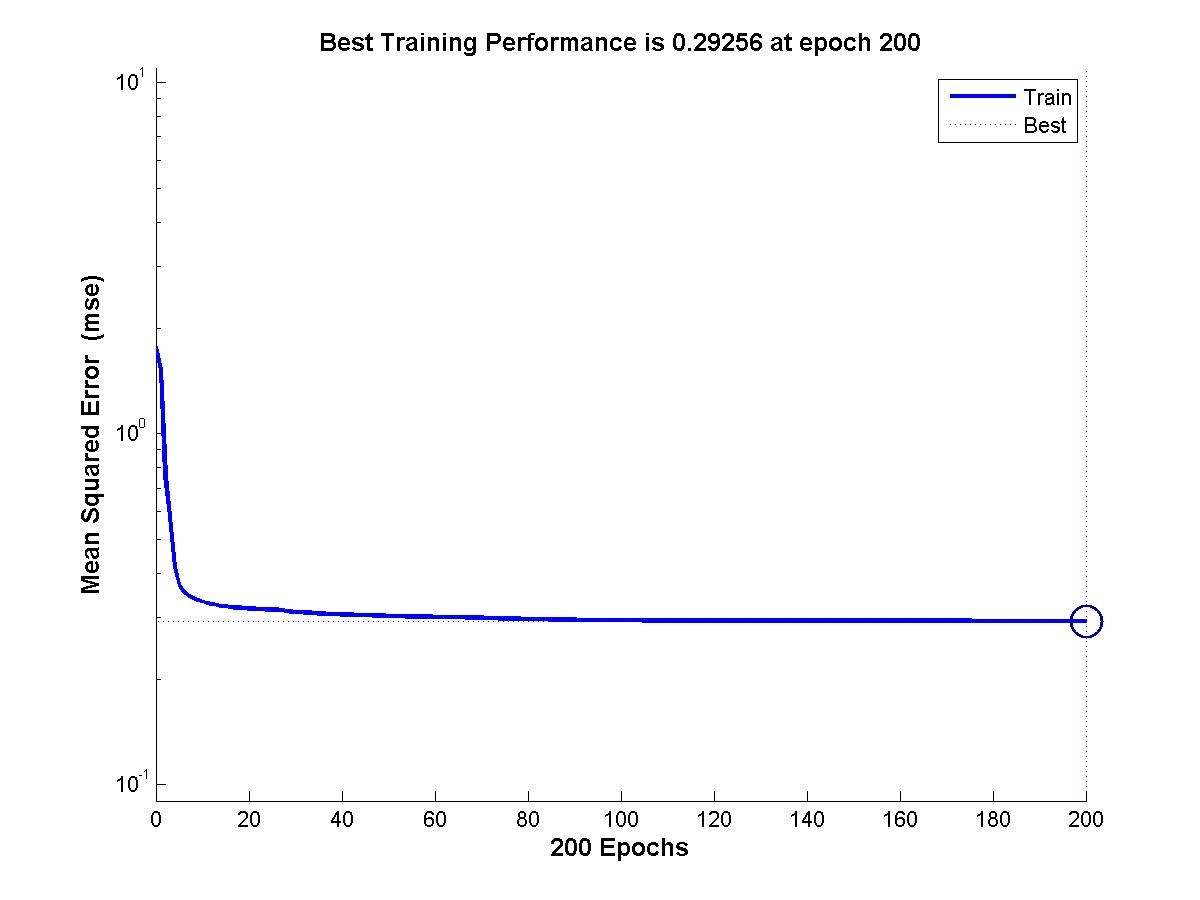 Best Training Performance is 0.29256 at epoch 200
10^1
Train
Best
Mean Squared Error (mse)
10^0
10^-1
0 20 40 60 80 100 120 140 160 180 200
200 Epochs